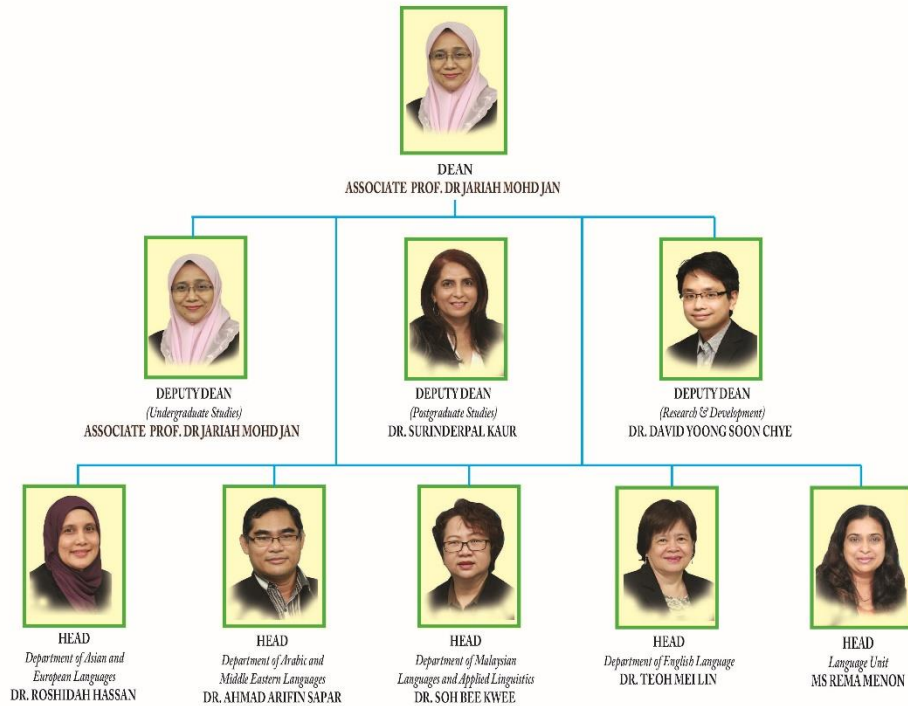 DEAN
ASSOCIATE PROF. DR JARIAH MOHD JAN
DEPUTY DEAN
(Undergraduate Studies)
ASSOCIATE PROF. DR JARIAH MOHD JAN
DEPUTY DEAN
(Postgraduate Studies)
DR. SURINDERPAL KAUR
DEPUTY DEAN
(Research & Development)
DR. DAVID YOONG SOON CHYE
HEAD
Department of Asian and
European Languages
DR. ROSHIDAH HASSAN
HEAD
Department of Arabic and
Middle Eastern Languages
DR. AHMAD ARIFIN SAPAR
HEAD
Department of Malaysian
Languages and Applied Linguistics
DR. SOH BEE KWEE
HEAD
Department of English Language
DR. TEOH MEI LIN
HEAD
Language Unit
MS REMA MENON